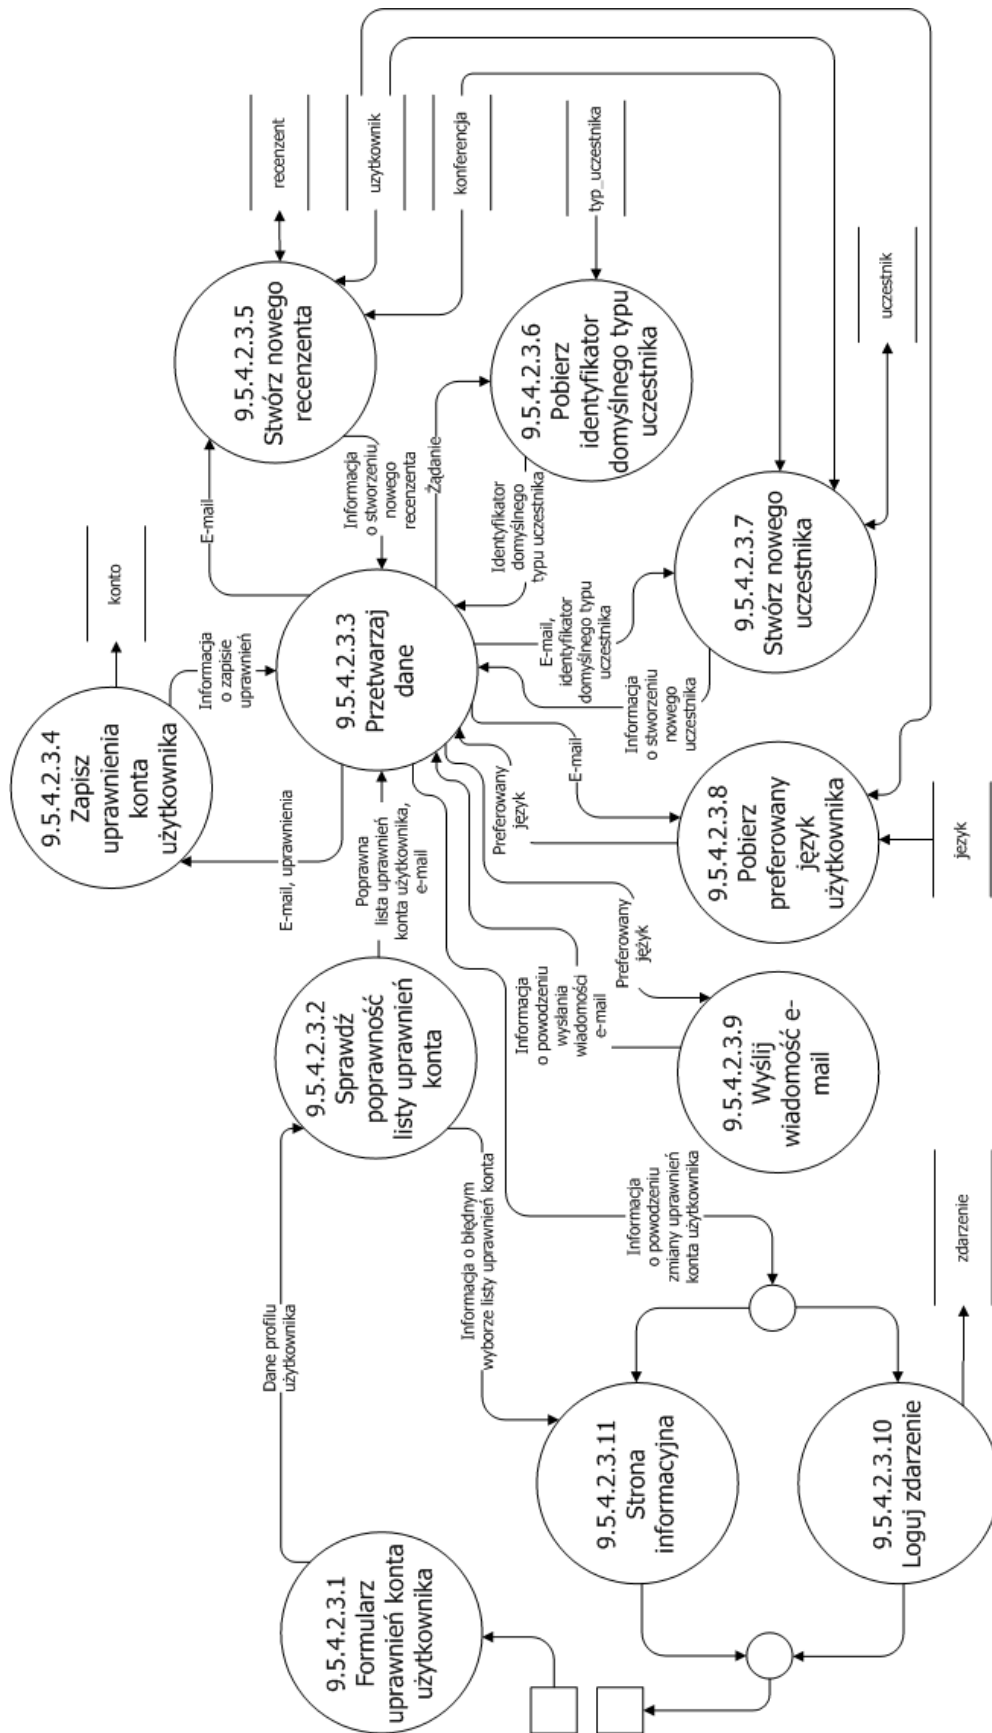 9.5.4.2.3.1
Formularz
uprawnień konta
użytkownika
Dane profilu
użytkownika
9.5.4.2.3.2
Sprawdź
poprawność
listy uprawnień
konta
Informacja o błędnym
wyborze listy uprawnień konta
Poprawna
lista uprawnień
konta użytkownika,
e-mail
9.5.4.2.3.4
Zapisz
uprawnienia
konta
użytkownika
E-mail, uprawnienia
Informacja
o zapisie
uprawnień
konto
9.5.4.2.3.3
Przetwarzaj
dane
E-mail
Informacja
o stworzeniu
nowego
recenzenta
9.5.4.2.3.5
Stwórz nowego
recenzenta
recenzent
uzytkownik
konferencja
typ_uczestnika
Żądanie
Identyfikator
domyślnego
typu uczestnika
9.5.4.2.3.6
Pobierz
identyfikator
domyślnego typu
uczestnika
E-mail,
identyfikator
domyślnego typu
uczestnika
Informacja
o stworzeniu
nowego
uczestnika
9.5.4.2.3.7
Stwórz nowego
uczestnika
uczestnik
E-mail
Preferowany
język
9.5.4.2.3.8
Pobierz
preferowany
język
użytkownika
jezyk
Preferowany
język
Informacja
o powodzeniu
wysłania
wiadomości
e-mail
9.5.4.2.3.9
Wyślij
wiadomość e-
mail
Informacja
o powodzeniu
zmiany uprawnień
konta użytkownika
9.5.4.2.3.11
Strona
informacyjna
9.5.4.2.3.10
Loguj zdarzenie
zdarzenie